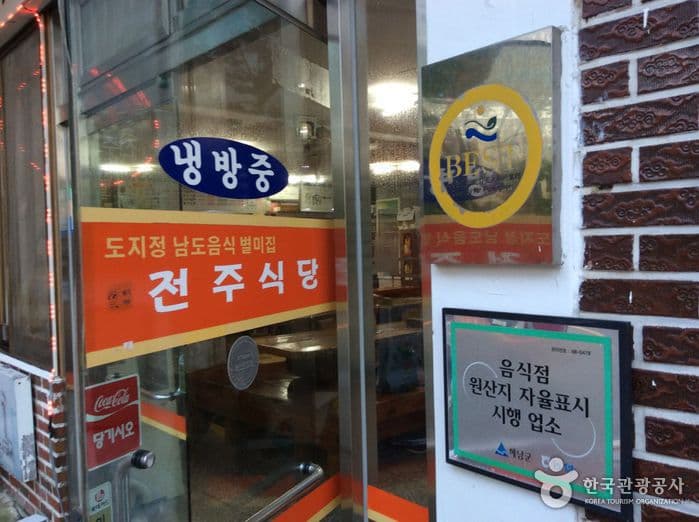 냉방중
도지정 남도음식 별미집
전주식당
Coca-Cola
당기시오
BEST
음식점
원산지 자율표시
시행 업소
해남군
한국관광공사
KOREA TOURISM ORGANIZATION